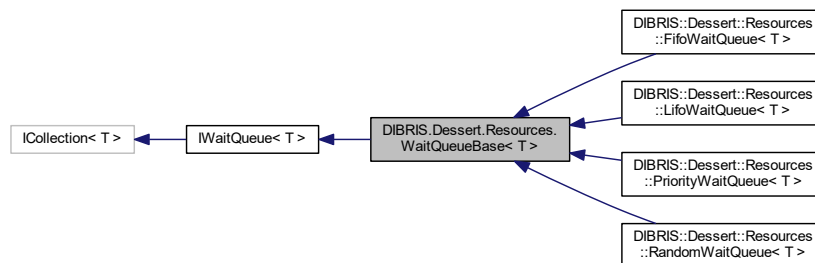 ICollection< T >
IWaitQueue< T >
DIBRIS.Dessert.Resources.
WaitQueueBase< T >
DIBRIS::Dessert::Resources
::FifoWaitQueue< T >
DIBRIS::Dessert::Resources
::LifoWaitQueue< T >
DIBRIS::Dessert::Resources
::PriorityWaitQueue< T >
DIBRIS::Dessert::Resources
::RandomWaitQueue< T >